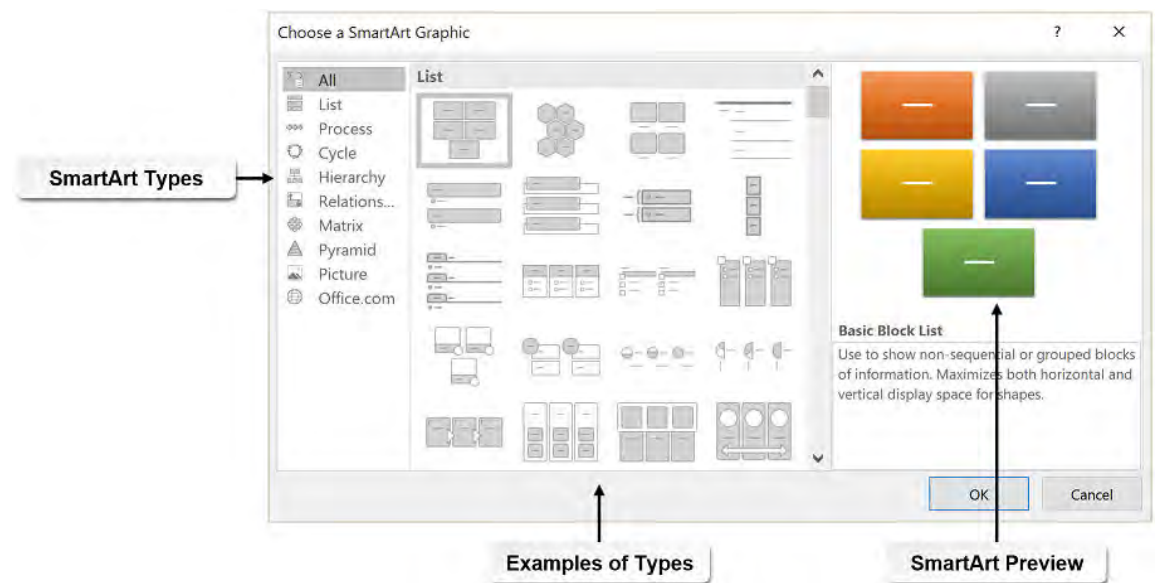 Choose a SmartArt Graphic
?
All
List
Process
Cycle
Hierarchy
Relations...
Matrix
Pyramid
Picture
Office.com
List
Basic Block List
Use to show non-sequential or grouped blocks
of information. Maximizes both horizontal and
vertical display space for shapes.
OK
Cancel
SmartArt Types
Examples of Types
SmartArt Preview